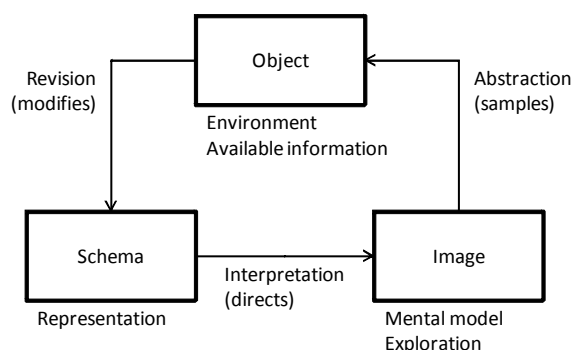 Object
Revision
(modifies)
Abstraction
(samples)
Environment
Available information
Schema
Image
Interpretation
(directs)
Representation
Mental model
Exploration